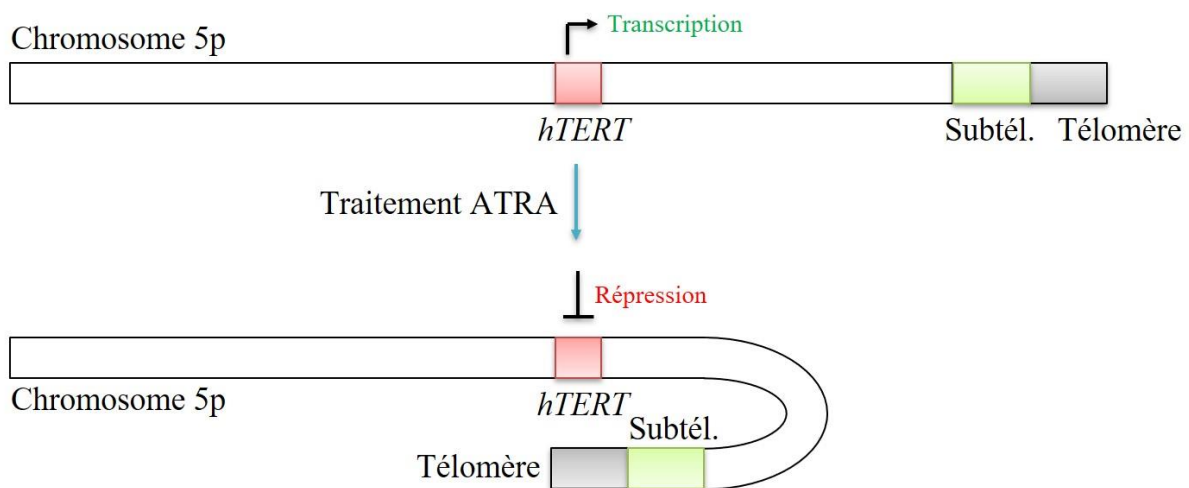 Transcription
Chromosome 5p
hTERT
Subtél.
Télomère
Traitement ATRA
Répression
Chromosome 5p
hTERT
Subtél.
Télomère